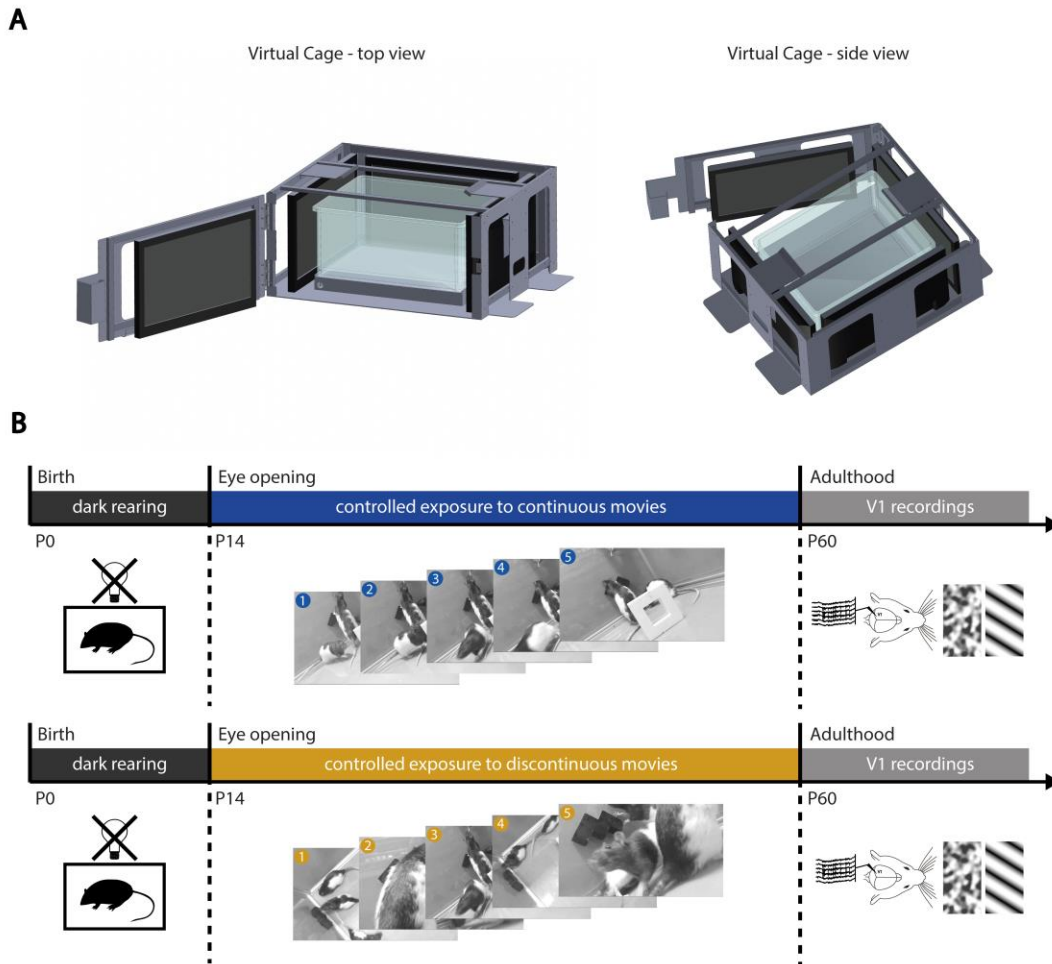 A
Virtual Cage - top view
Virtual Cage - side view
B
Birth
Eye opening
Adulthood
dark rearing
controlled exposure to continuous movies
V1 recordings
P0
P14
P60
1
2
3
4
5
Birth
Eye opening
Adulthood
dark rearing
controlled exposure to discontinuous movies
V1 recordings
P0
P14
P60
1
2
3
4
5